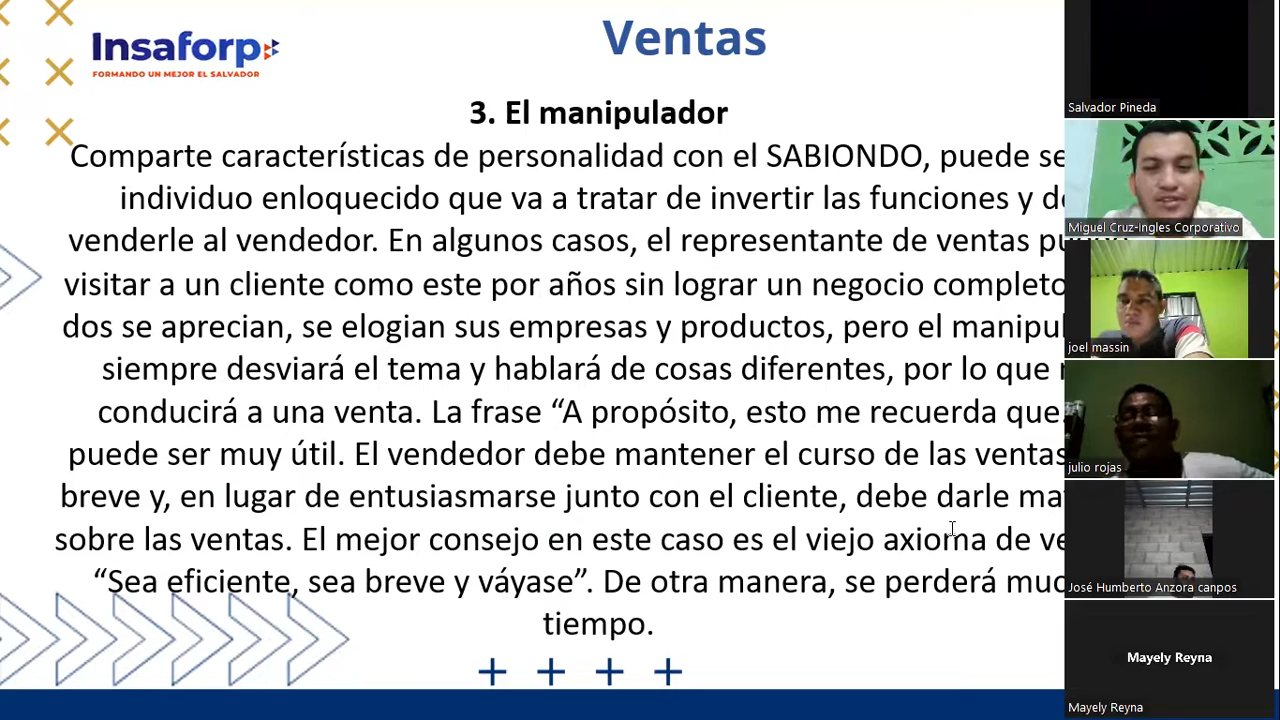 Ventas
Insaforp
FORMANDO UN MEJOR EL SALVADOR
3. El manipulador
Comparte características de personalidad con el SABIONDO, puede
individuo enloquecido que va a tratar de invertir las funciones y
venderle al vendedor. En algunos casos, el representante de ventas
visitar a un cliente como este por años sin lograr un negocio completo
dos se aprecian, se elogian sus empresas y productos, pero el
siempre desviará el tema y hablará de cosas diferentes, por lo que
conducirá a una venta. La frase “A propósito, esto me recuerda que
puede ser muy útil. El vendedor debe mantener el curso de las ventas
breve y, en lugar de entusiasmarse junto con el cliente, debe darle
sobre las ventas. El mejor consejo en este caso es el viejo axioma de
“Sea eficiente, sea breve y váyase”. De otra manera, se perderá
tiempo.
Salvador Pineda
Miguel Cruz-Ingles Corporativo
joel massin
julio rojas
José Humberto Anzora canpos
Mayely Reyna
Mayely Reyna